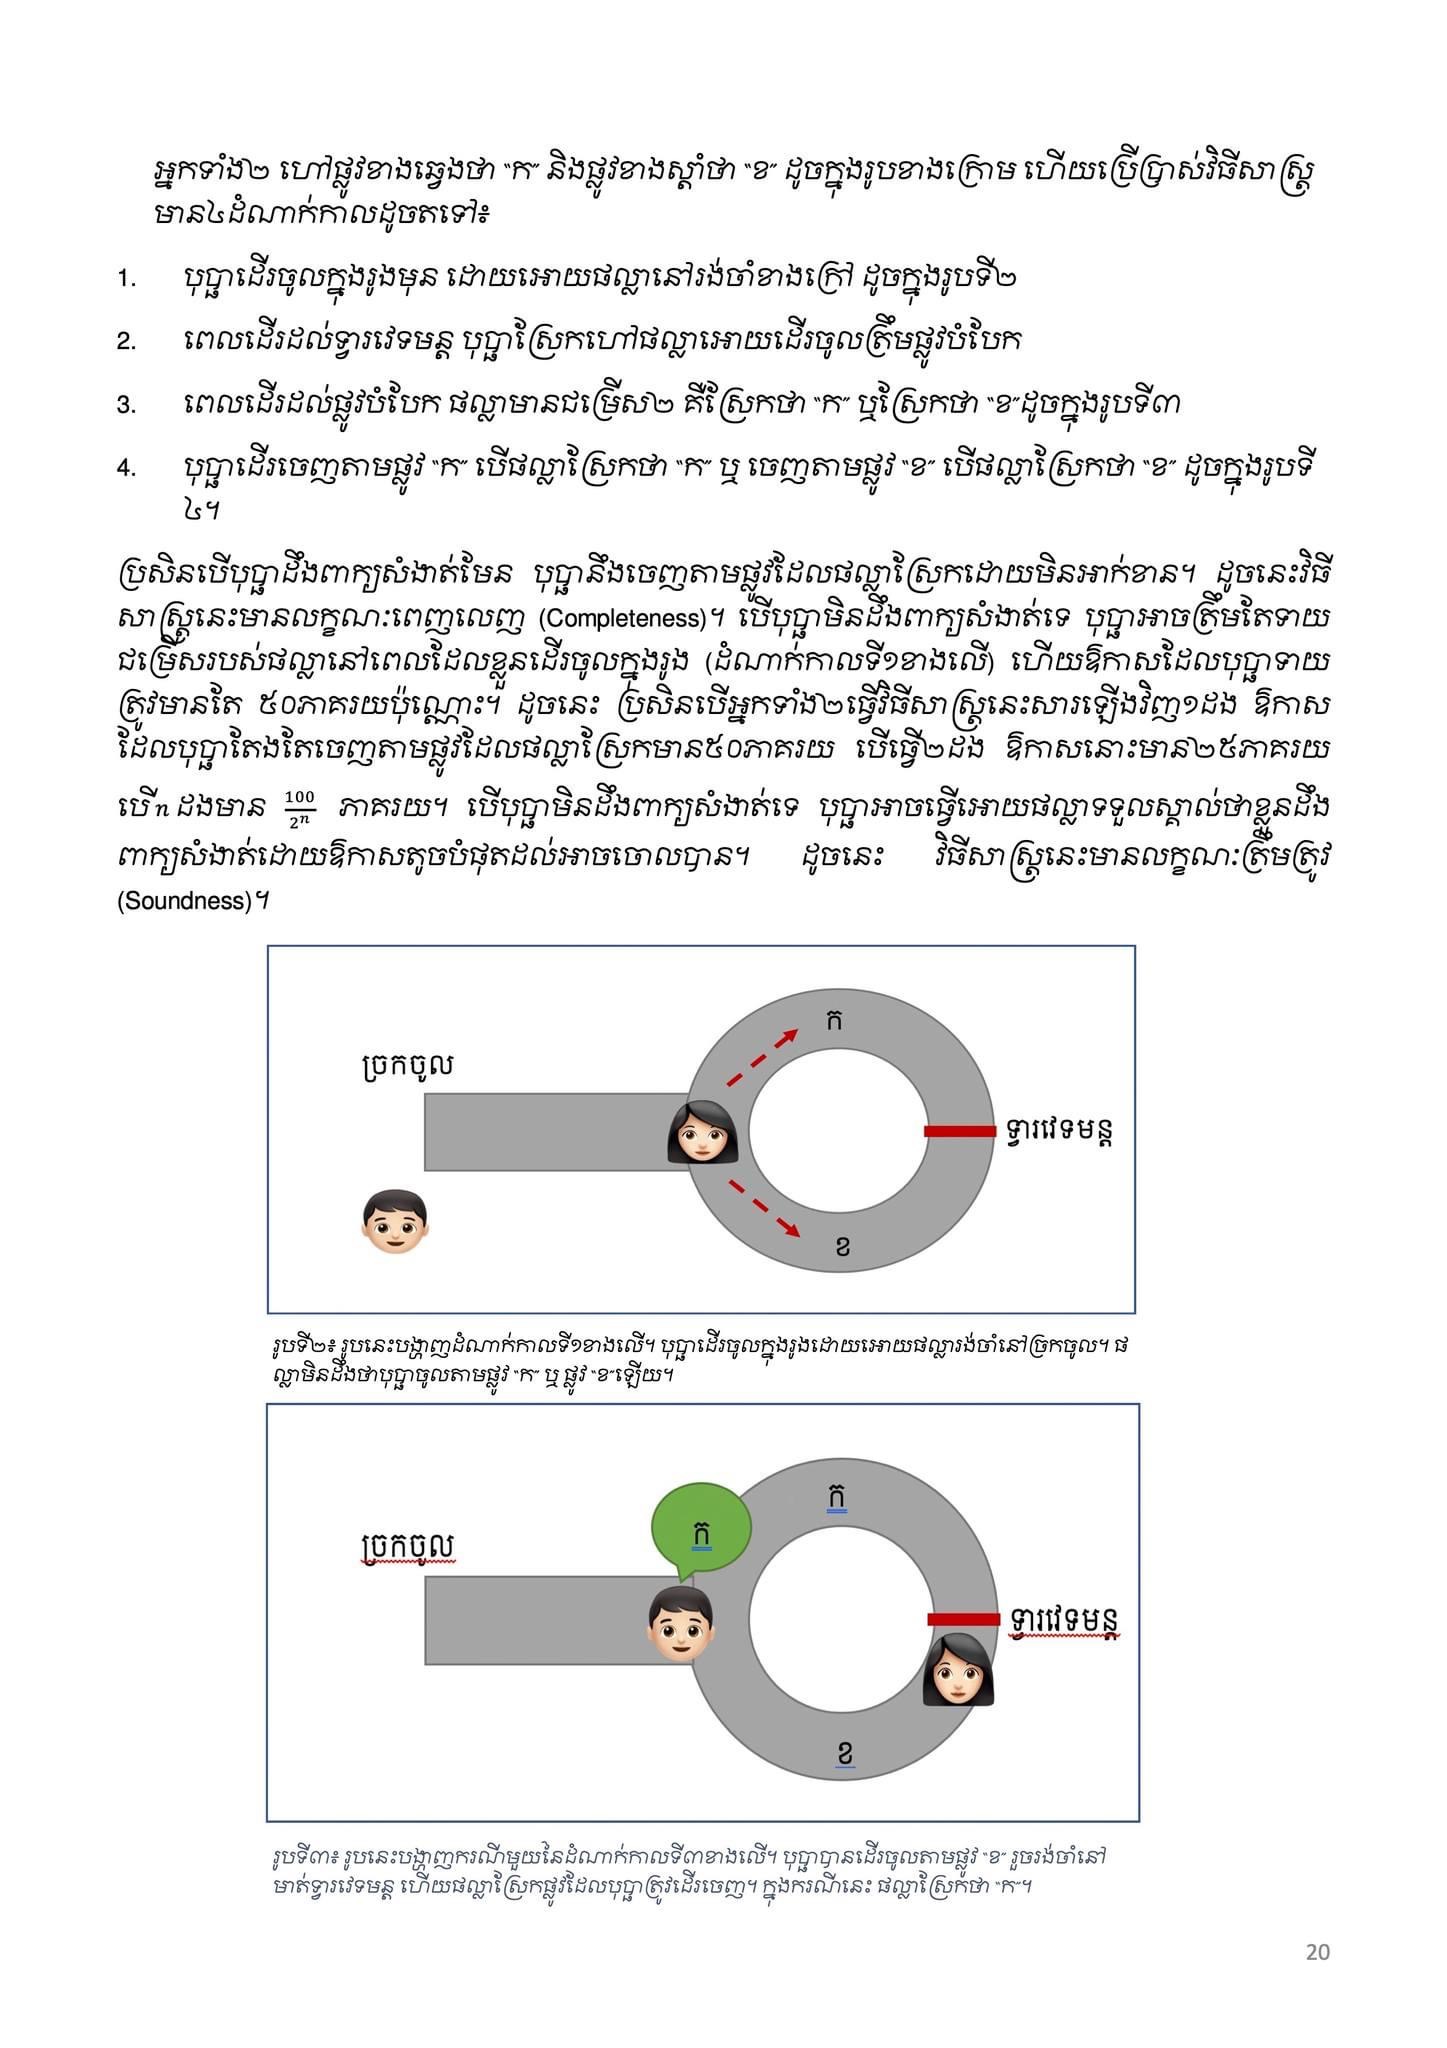 អ្នកទាំង២ ហៅផ្លូវខាងឆ្វេងថា “ក” និងផ្លូវខាងស្តាំថា “ខ” ដូចក្នុងរូបខាងក្រោម ហើយប្រើប្រាស់វិធីសាស្ត្រ
មាន៤ដំណាក់កាលដូចតទៅ៖
1. បុប្ផាដើរចូលក្នុងរូងមុន ដោយអោយផល្លានៅរង់ចាំខាងក្រៅ ដូចក្នុងរូបទី២
2. ពេលដើរដល់ទ្វារវេទមន្ត បុប្ផាស្រែកហៅផល្លាអោយដើរចូលត្រឹមផ្លូវបំបែក
3. ពេលដើរដល់ផ្លូវបំបែក ផល្លាមានជម្រើស២ គឺស្រែកថា “ក” ឬស្រែកថា “ខ”ដូចក្នុងរូបទី៣
4. បុប្ផាដើរចេញតាមផ្លូវ “ក” បើផល្លាស្រែកថា “ក” ឬ ចេញតាមផ្លូវ “ខ” បើផល្លាស្រែកថា “ខ” ដូចក្នុងរូបទី
៤។
ប្រសិនបើបុប្ផាដឹងពាក្យសំងាត់មែន បុប្ផានឹងចេញតាមផ្លូវដែលផល្លាស្រែកដោយមិនអាក់ខាន។ ដូចនេះវិធី
សាស្ត្រនេះមានលក្ខណៈពេញលេញ (Completeness)។ បើបុប្ផាមិនដឹងពាក្យសំងាត់ទេ បុប្ផាអាចត្រឹមតែទាយ
ជម្រើសរបស់ផល្លានៅពេលដែលខ្លួនដើរចូលក្នុងរូង (ដំណាក់កាលទី១ខាងលើ) ហើយឱកាសដែលបុប្ផាទាយ
ត្រូវមានតែ ៥០ភាគរយប៉ុណ្ណោះ។ ដូចនេះ ប្រសិនបើអ្នកទាំង២ធ្វើវិធីសាស្ត្រនេះសារឡើងវិញ១ដង ឱកាស
ដែលបុប្ផាតែងតែចេញតាមផ្លូវដែលផល្លាស្រែកមាន៥០ភាគរយ បើធ្វើ២ដង ឱកាសនោះមាន២៥ភាគរយ
បើ n ដងមាន 100/2ⁿ ភាគរយ។ បើបុប្ផាមិនដឹងពាក្យសំងាត់ទេ បុប្ផាអាចធ្វើអោយផល្លាទទួលស្គាល់ថាខ្លួនដឹង
ពាក្យសំងាត់ដោយឱកាសតូចបំផុតដល់អាចចោលបាន។ ដូចនេះ វិធីសាស្ត្រនេះមានលក្ខណៈត្រឹមត្រូវ
(Soundness)។
ក
ច្រកចូល
ទ្វារវេទមន្ត
ខ
រូបទី២៖ រូបនេះបង្ហាញដំណាក់កាលទី១ខាងលើ។ បុប្ផាដើរចូលក្នុងរូងដោយអោយផល្លារង់ចាំនៅច្រកចូល។ ផ
ល្លាមិនដឹងថាបុប្ផាចូលតាមផ្លូវ “ក” ឬ ផ្លូវ “ខ”ឡើយ។
ក
ក
ច្រកចូល
ទ្វារវេទមន្ត
ខ
រូបទី៣៖ រូបនេះបង្ហាញករណីមួយនៃដំណាក់កាលទី៣ខាងលើ។ បុប្ផាបានដើរចូលតាមផ្លូវ “ខ” រួចរង់ចាំនៅ
មាត់ទ្វារវេទមន្ត ហើយផល្លាស្រែកផ្លូវដែលបុប្ផាត្រូវដើរចេញ។ ក្នុងករណីនេះ ផល្លាស្រែកថា “ក”។
20